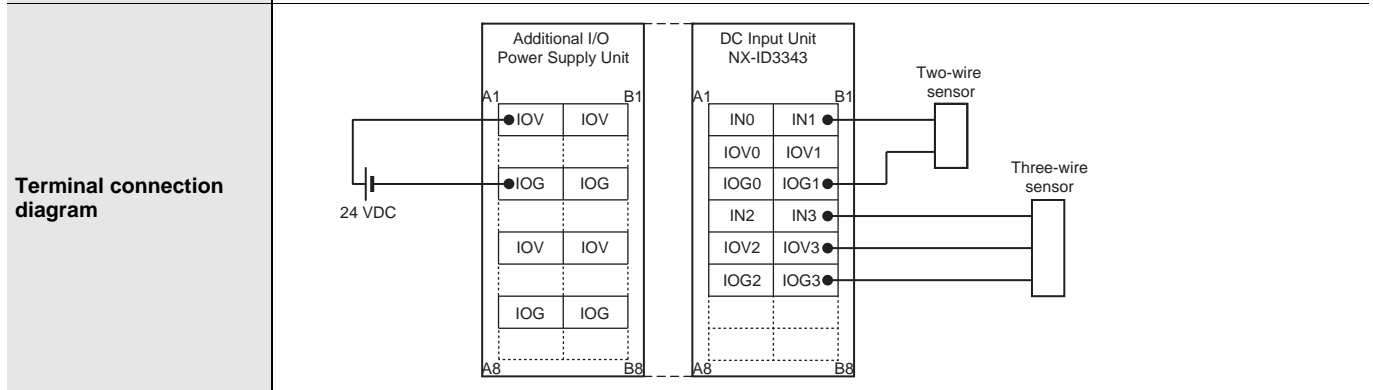 Terminal connection
diagram
Additional I/O
Power Supply Unit
A1 B1
IOV IOV
IOG IOG
IOV IOV
IOG IOG
A8 B8
24 VDC
DC Input Unit
NX-ID3343
A1 B1
IN0 IN1
IOV0 IOV1
IOG0 IOG1
IN2 IN3
IOV2 IOV3
IOG2 IOG3
A8 B8
Two-wire
sensor
Three-wire
sensor